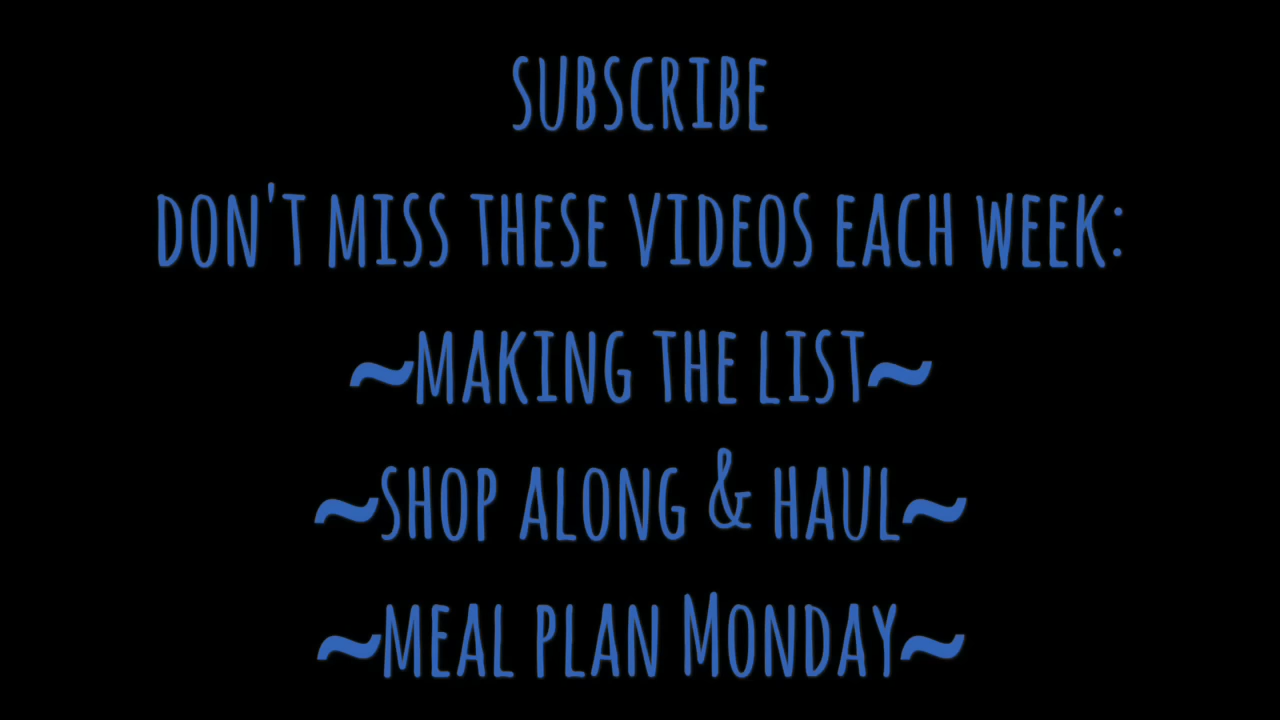 SUBSCRIBE
DON'T MISS THESE VIDEOS EACH WEEK:
~MAKING THE LIST~
~SHOP ALONG & HAUL~
~MEAL PLAN MONDAY~